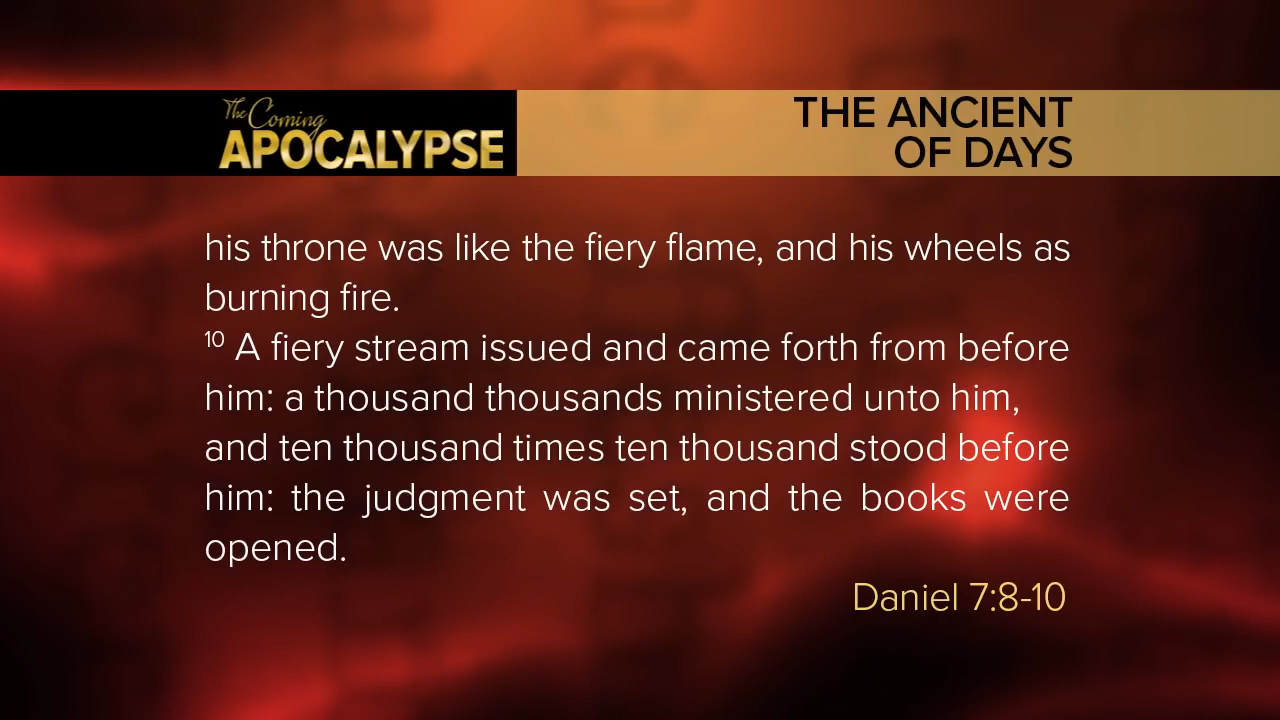 The Coming
APOCALYPSE
THE ANCIENT
OF DAYS
his throne was like the fiery flame, and his wheels as
burning fire.
10 A fiery stream issued and came forth from before
him: a thousand thousands ministered unto him,
and ten thousand times ten thousand stood before
him: the judgment was set, and the books were
opened.
Daniel 7:8-10